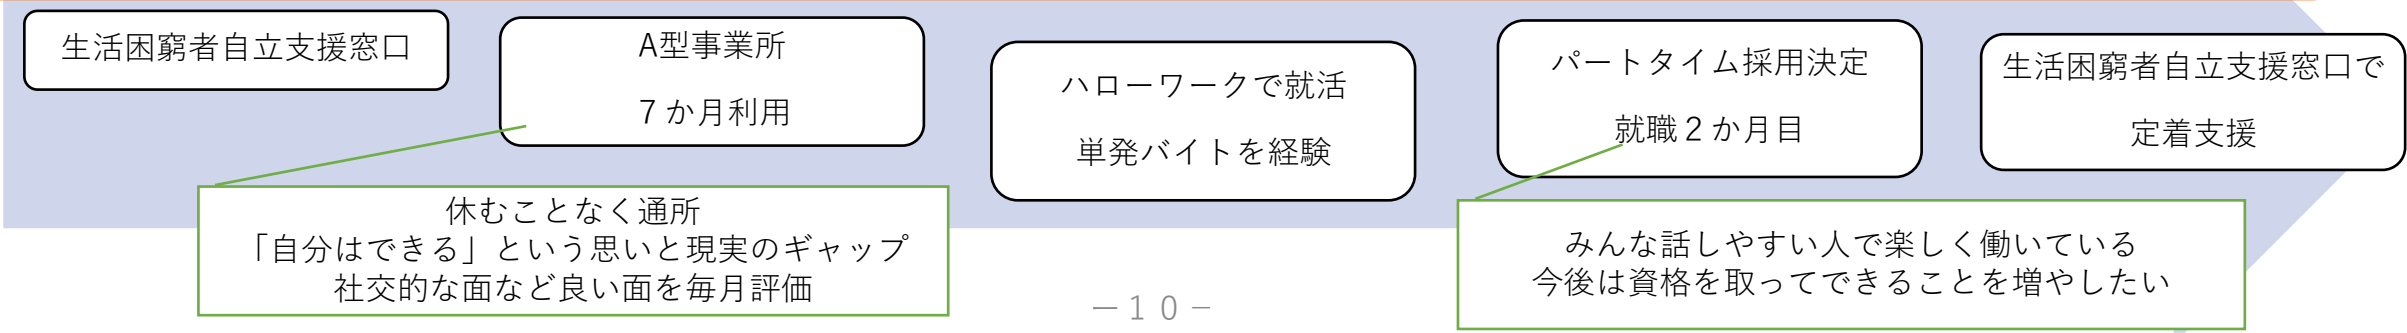 生活困窮者自立支援窓口
A型事業所
７か月利用
ハローワークで就活
単発バイトを経験
パートタイム採用決定
就職２か月目
生活困窮者自立支援窓口で
定着支援
休むことなく通所
「自分はできる」という思いと現実のギャップ
社交的な面など良い面を毎月評価
みんな話しやすい人で楽しく働いている
今後は資格を取ってできることを増やしたい
－１０－